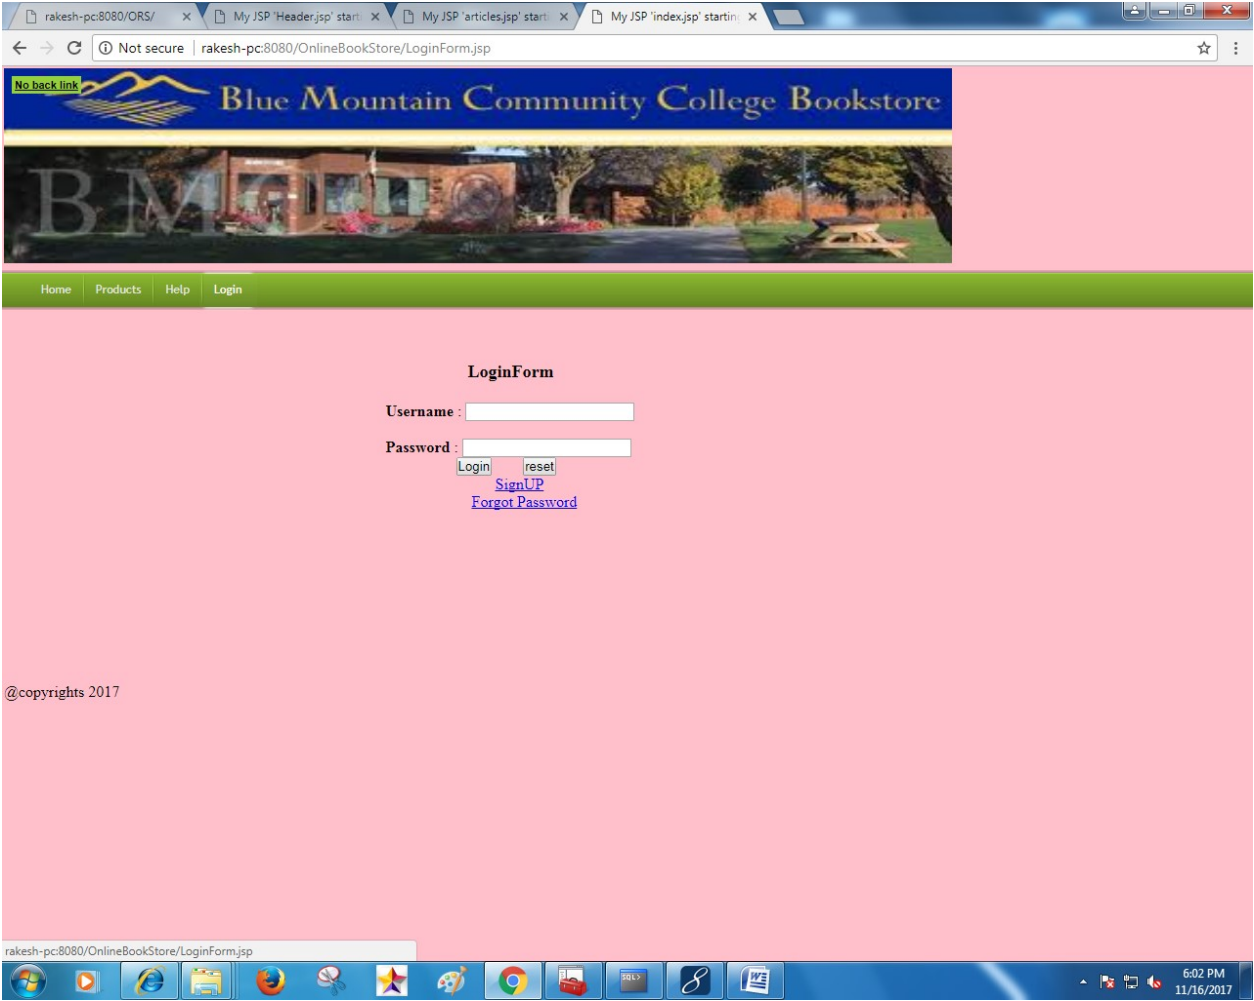 rakesh-pc:8080/ORS/
My JSP 'Header.jsp' start
My JSP 'articles.jsp' start
My JSP 'index.jsp' starting
Not secure | rakesh-pc:8080/OnlineBookStore/LoginForm.jsp
No back link
Blue Mountain Community College Bookstore
Home Products Help Login
LoginForm
Username :
Password :
Login reset
SignUP
Forgot Password
@copyrights 2017
rakesh-pc:8080/OnlineBookStore/LoginForm.jsp
SQL>
W
6:02 PM
11/16/2017